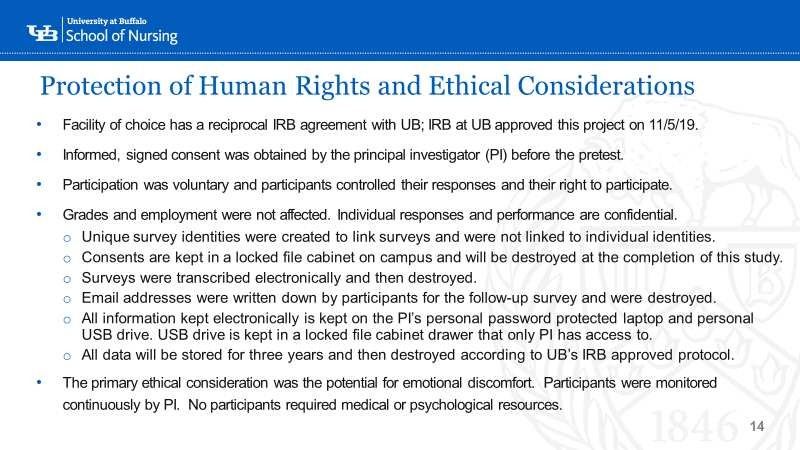 University at Buffalo
UB School of Nursing
Protection of Human Rights and Ethical Considerations
• Facility of choice has a reciprocal IRB agreement with UB; IRB at UB approved this project on 11/5/19.
• Informed, signed consent was obtained by the principal investigator (PI) before the pretest.
• Participation was voluntary and participants controlled their responses and their right to participate.
• Grades and employment were not affected. Individual responses and performance are confidential.
o Unique survey identities were created to link surveys and were not linked to individual identities.
o Consents are kept in a locked file cabinet on campus and will be destroyed at the completion of this study.
o Surveys were transcribed electronically and then destroyed.
o Email addresses were written down by participants for the follow-up survey and were destroyed.
o All information kept electronically is kept on the PI’s personal password protected laptop and personal
USB drive. USB drive is kept in a locked file cabinet drawer that only PI has access to.
o All data will be stored for three years and then destroyed according to UB’s IRB approved protocol.
• The primary ethical consideration was the potential for emotional discomfort. Participants were monitored
continuously by PI. No participants required medical or psychological resources.
1846
14